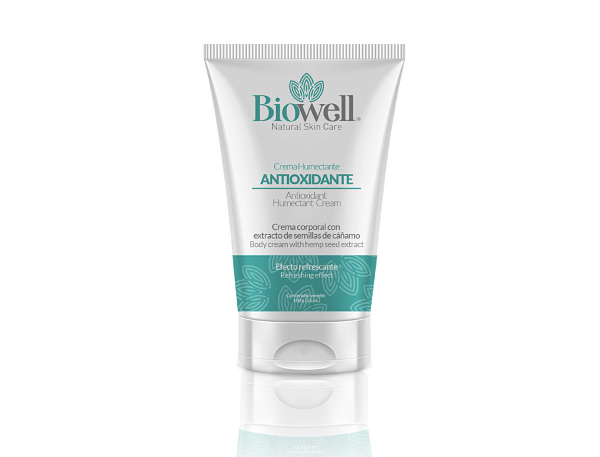 Biowell®
Natural Skin Care
Crema Humectante
ANTIOXIDANTE
Antioxidant
Humectant Cream
Crema corporal con
extracto de semillas de cáñamo
Body cream with hemp seed extract
Efecto refrescante
Refreshing effect